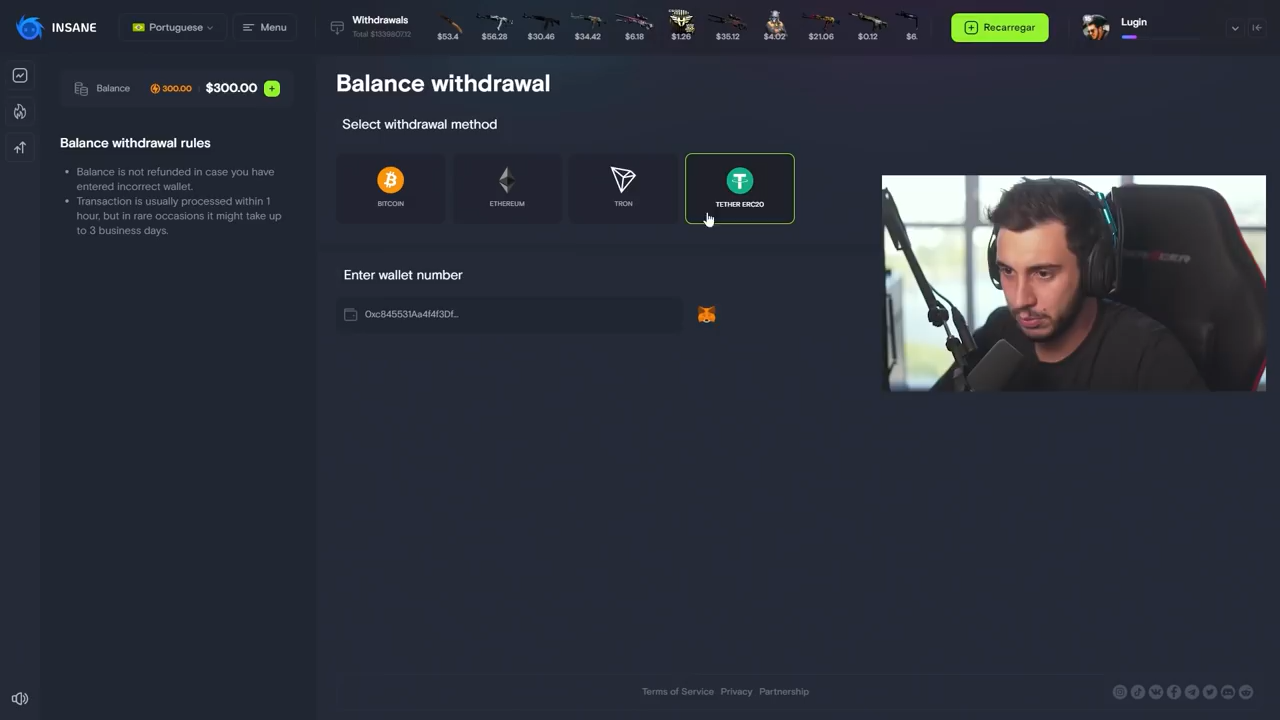 INSANE
Portuguese
Menu
Withdrawals
Total $1339807.12
$53.4
$56.28
$30.46
$34.42
$6.18
$1.26
$35.12
$4.02
$21.06
$0.12
$6.
Recarregar
Lugin
Balance
300.00
$300.00
+
Balance withdrawal rules
Balance is not refunded in case you have
entered incorrect wallet.
Transaction is usually processed within 1
hour, but in rare occasions it might take up
to 3 business days.
Balance withdrawal
Select withdrawal method
BITCOIN
ETHEREUM
TRON
TETHER ERC20
Enter wallet number
0xc845531Aa4f4f3Df...
Terms of Service
Privacy
Partnership